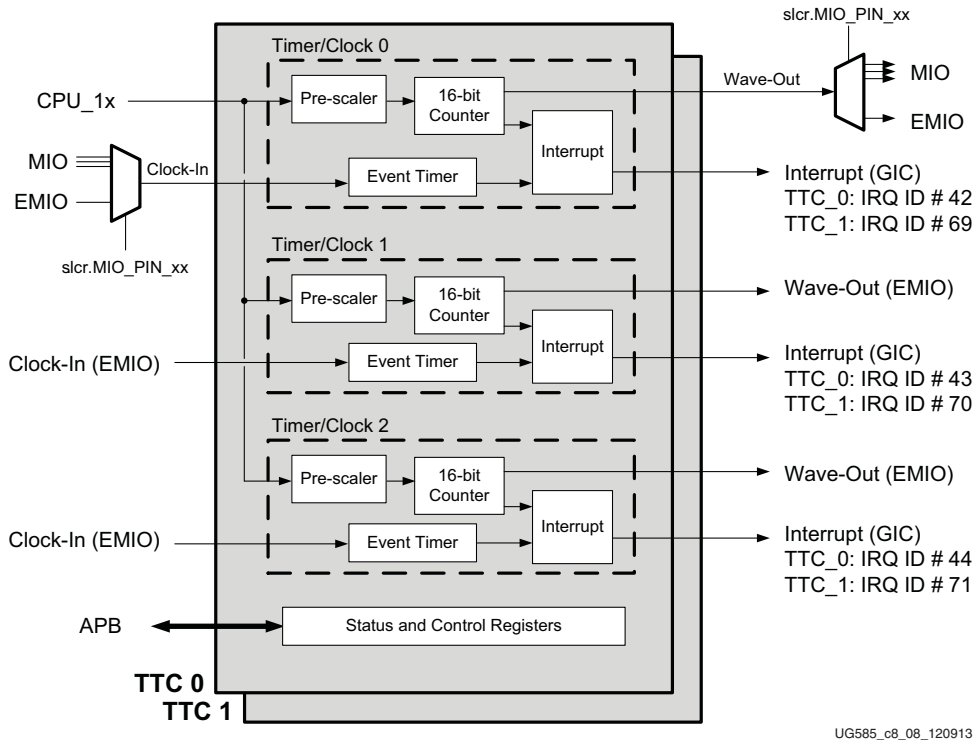 slcr.MIO_PIN_xx
Timer/Clock 0
CPU_1x
Pre-scaler
16-bit
Counter
Wave-Out
MIO
EMIO
MIO
EMIO
Clock-In
slcr.MIO_PIN_xx
Event Timer
Interrupt
Interrupt (GIC)
TTC_0: IRQ ID # 42
TTC_1: IRQ ID # 69
Timer/Clock 1
Pre-scaler
16-bit
Counter
Wave-Out (EMIO)
Clock-In (EMIO)
Event Timer
Interrupt
Interrupt (GIC)
TTC_0: IRQ ID # 43
TTC_1: IRQ ID # 70
Timer/Clock 2
Pre-scaler
16-bit
Counter
Wave-Out (EMIO)
Clock-In (EMIO)
Event Timer
Interrupt
Interrupt (GIC)
TTC_0: IRQ ID # 44
TTC_1: IRQ ID # 71
APB
Status and Control Registers
TTC 0
TTC 1
UG585_c8_08_120913